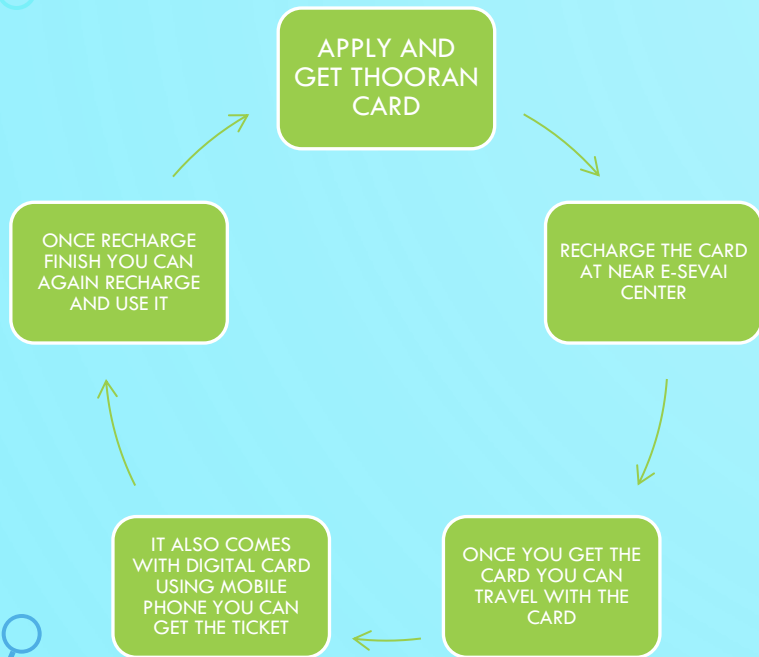 APPLY AND
GET THOORAN
CARD
RECHARGE THE CARD
AT NEAR E-SEVAI
CENTER
ONCE YOU GET THE
CARD YOU CAN
TRAVEL WITH THE
CARD
IT ALSO COMES
WITH DIGITAL CARD
USING MOBILE
PHONE YOU CAN
GET THE TICKET
ONCE RECHARGE
FINISH YOU CAN
AGAIN RECHARGE
AND USE IT